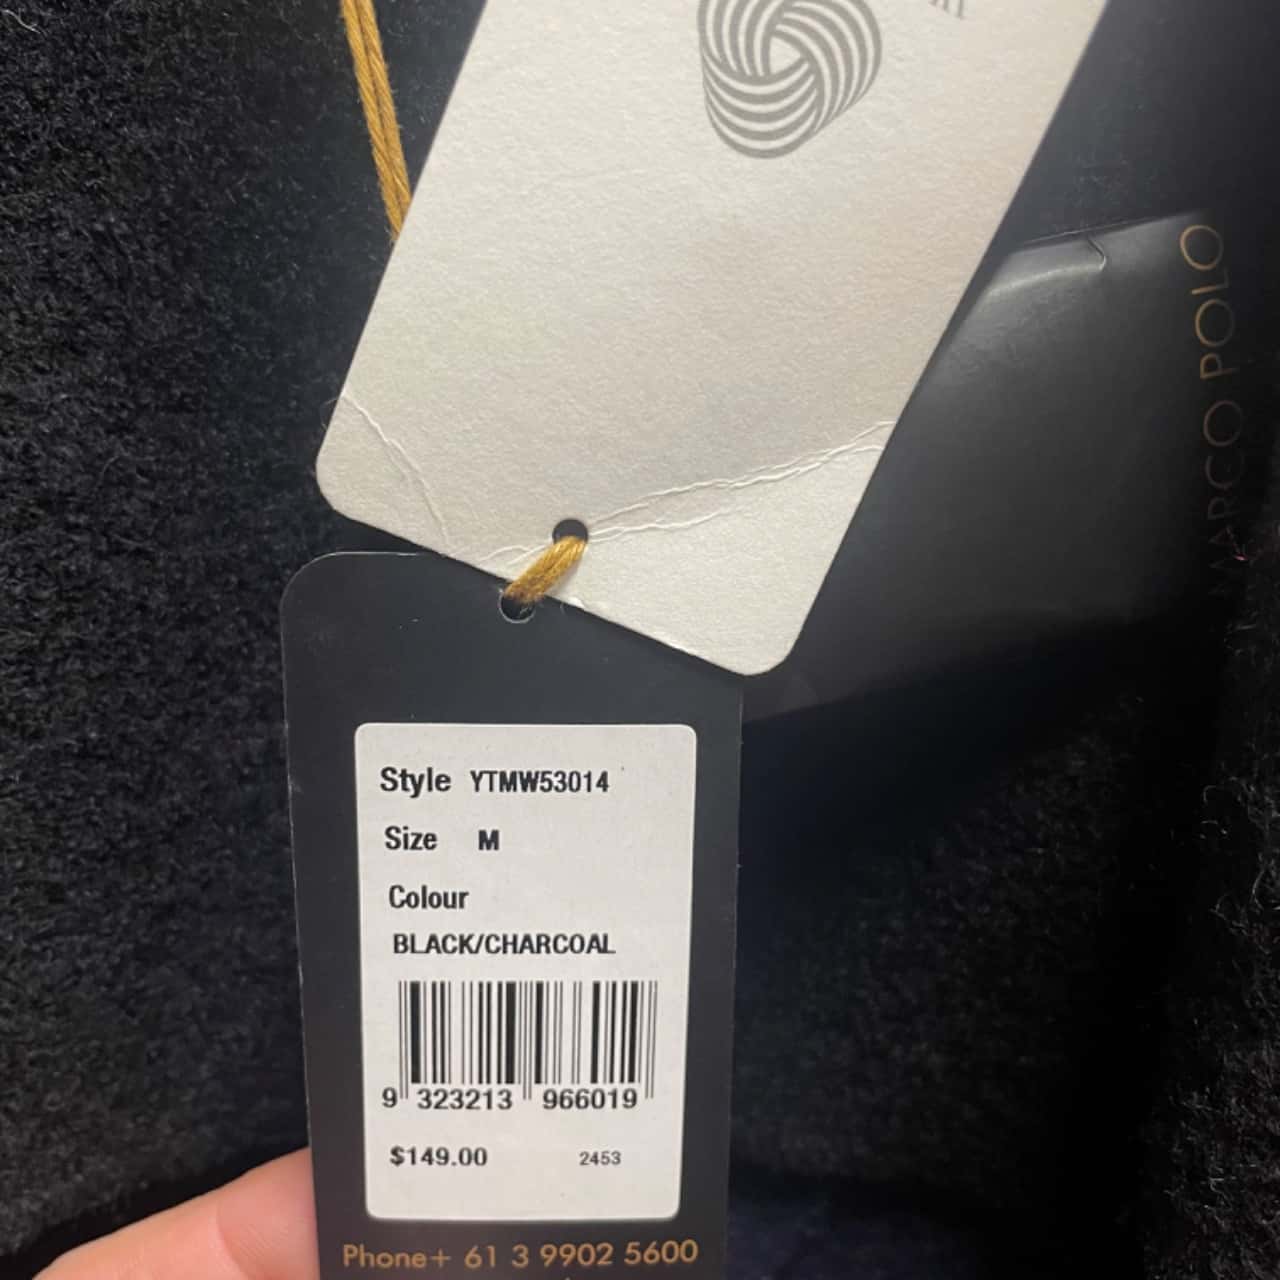 MARCO POLO
Style YTMW53014
Size M
Colour
BLACK/CHARCOAL
9 323213 966019
$149.00 2453
Phone+ 61 3 9902 5600